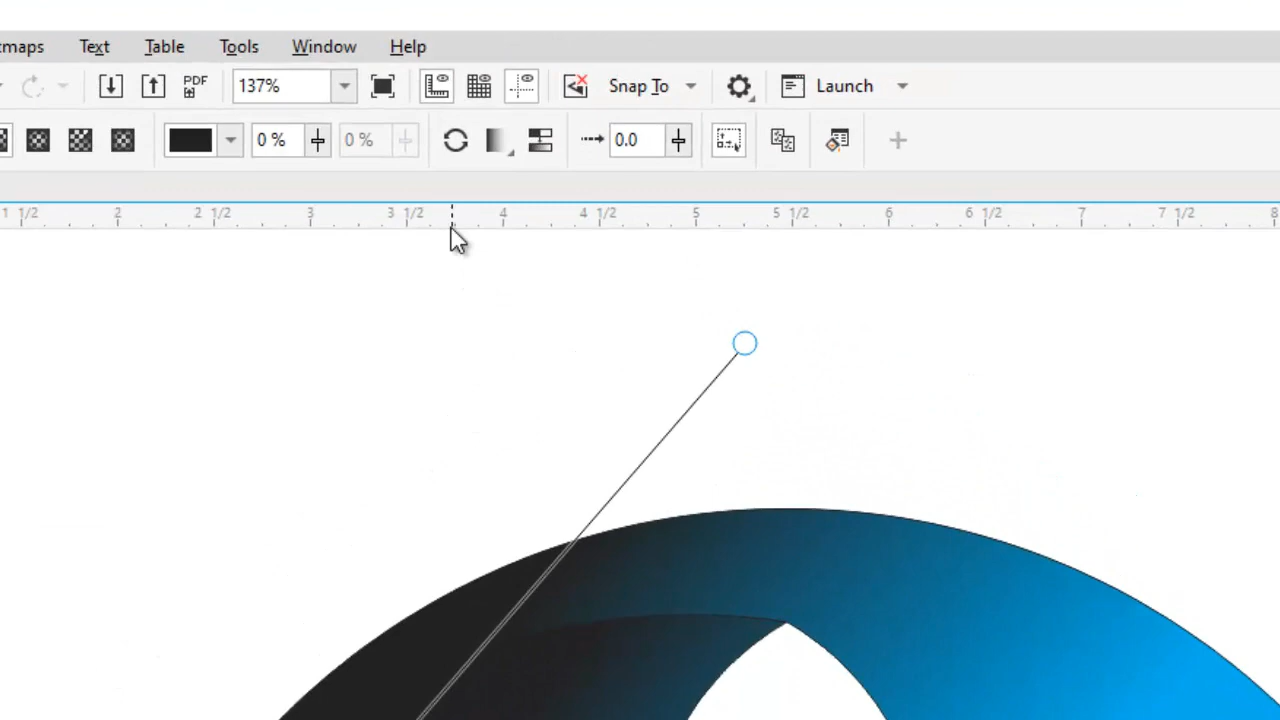 maps Text Table Tools Window Help
PDF 137% Snap To Launch
0 % 0 % 0.0
1 1/2 2 2 1/2 3 3 1/2 4 4 1/2 5 5 1/2 6 6 1/2 7 7 1/2 8